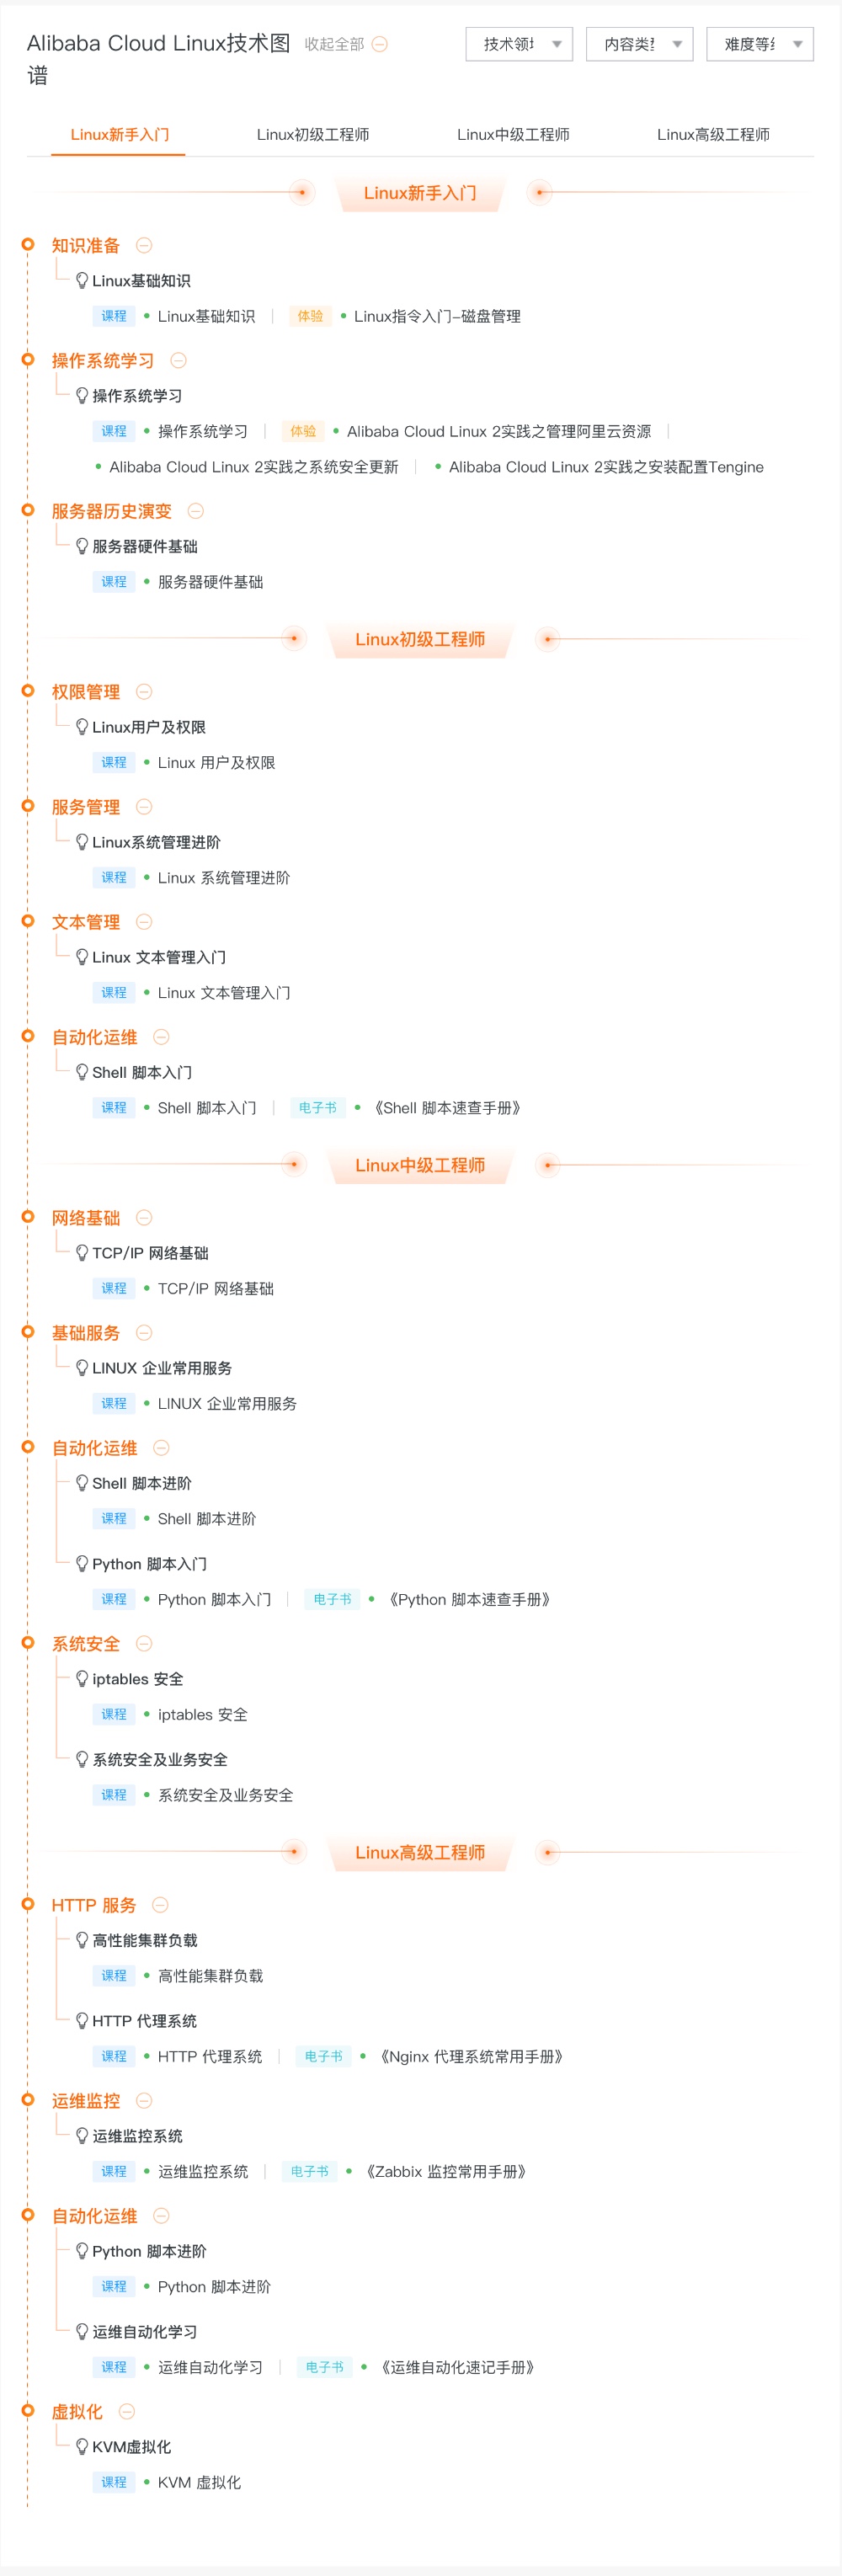 Alibaba Cloud Linux技术图
谱
收起全部
技术领
内容类
难度等
Linux新手入门 Linux初级工程师 Linux中级工程师 Linux高级工程师
Linux新手入门
知识准备
Linux基础知识
课程 • Linux基础知识 | 体验 • Linux指令入门-磁盘管理
操作系统学习
操作系统学习
课程 • 操作系统学习 | 体验 • Alibaba Cloud Linux 2实践之管理阿里云资源 |
• Alibaba Cloud Linux 2实践之系统安全更新 | • Alibaba Cloud Linux 2实践之安装配置Tengine
服务器历史演变
服务器硬件基础
课程 • 服务器硬件基础
Linux初级工程师
权限管理
Linux用户及权限
课程 • Linux 用户及权限
服务管理
Linux系统管理进阶
课程 • Linux 系统管理进阶
文本管理
Linux 文本管理入门
课程 • Linux 文本管理入门
自动化运维
Shell 脚本入门
课程 • Shell 脚本入门 | 电子书 • 《Shell 脚本速查手册》
Linux中级工程师
网络基础
TCP/IP 网络基础
课程 • TCP/IP 网络基础
基础服务
LINUX 企业常用服务
课程 • LINUX 企业常用服务
自动化运维
Shell 脚本进阶
课程 • Shell 脚本进阶
Python 脚本入门
课程 • Python 脚本入门 | 电子书 • 《Python 脚本速查手册》
系统安全
iptables 安全
课程 • iptables 安全
系统安全及业务安全
课程 • 系统安全及业务安全
Linux高级工程师
HTTP 服务
高性能集群负载
课程 • 高性能集群负载
HTTP 代理系统
课程 • HTTP 代理系统 | 电子书 • 《Nginx 代理系统常用手册》
运维监控
运维监控系统
课程 • 运维监控系统 | 电子书 • 《Zabbix 监控常用手册》
自动化运维
Python 脚本进阶
课程 • Python 脚本进阶
运维自动化学习
课程 • 运维自动化学习 | 电子书 • 《运维自动化速记手册》
虚拟化
KVM虚拟化
课程 • KVM 虚拟化